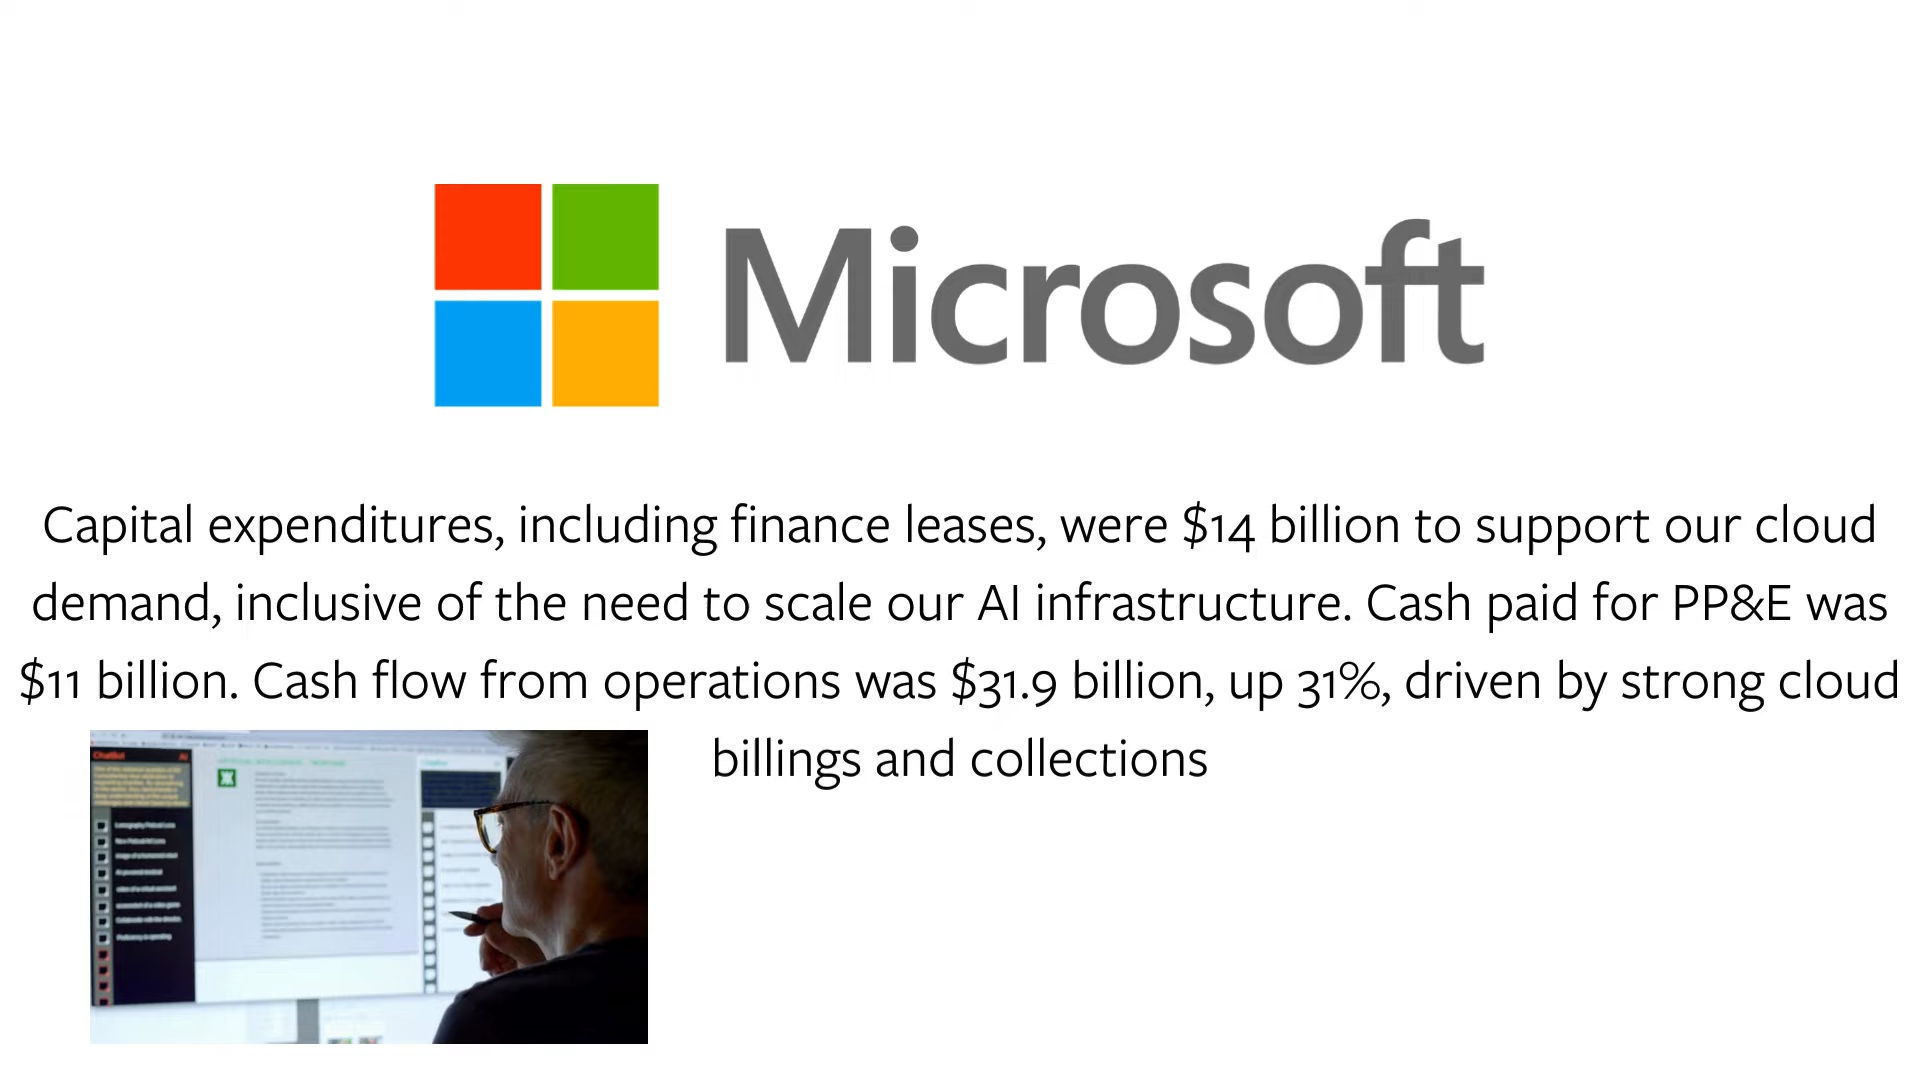 Microsoft
Capital expenditures, including finance leases, were $14 billion to support our cloud
demand, inclusive of the need to scale our AI infrastructure. Cash paid for PP&E was
$11 billion. Cash flow from operations was $31.9 billion, up 31%, driven by strong cloud
billings and collections
ChatBot
AI